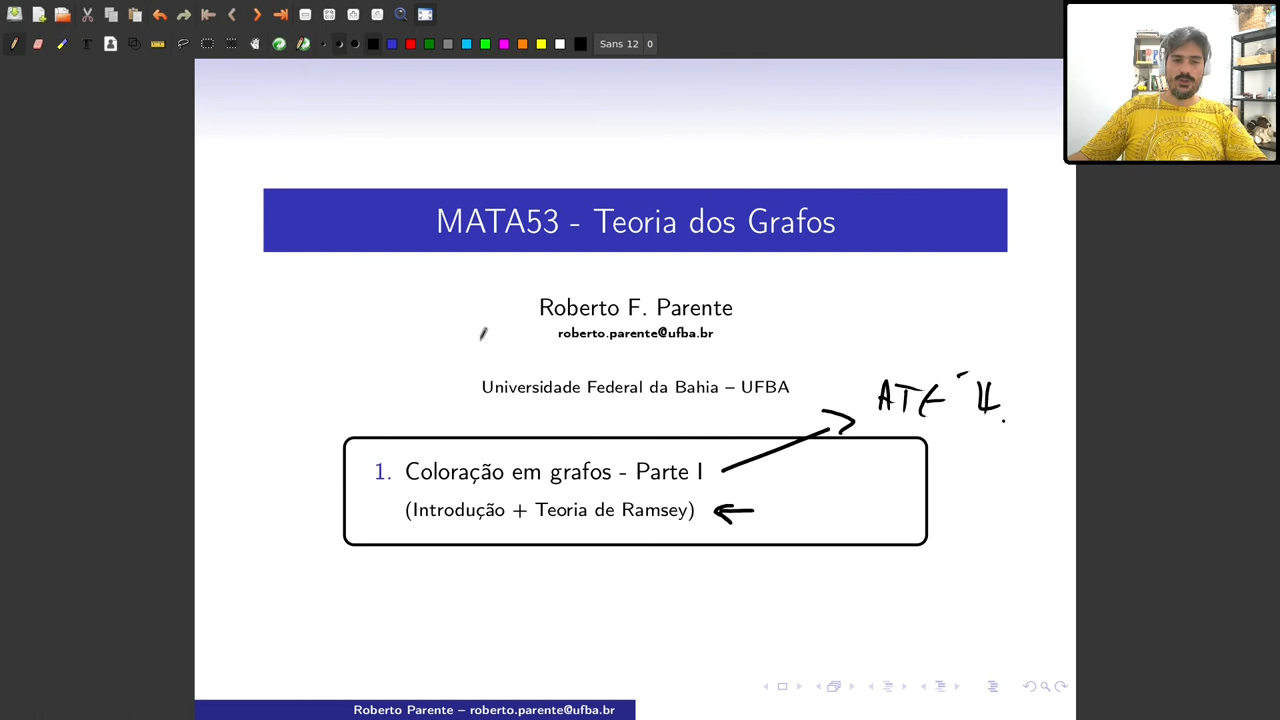 Sans 12 0
MATA53 - Teoria dos Grafos
Roberto F. Parente
roberto.parente@ufba.br
Universidade Federal da Bahia – UFBA
ATÉ
1. Coloração em grafos - Parte I
(Introdução + Teoria de Ramsey)
Roberto Parente – roberto.parente@ufba.br